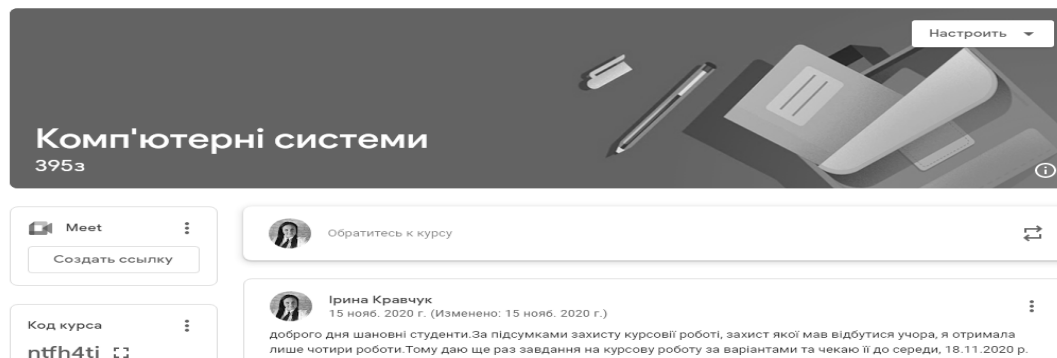 Настроить
Комп'ютерні системи
395з
Meet
Создать ссылку
Обратитесь к курсу
Ірина Кравчук
15 нояб. 2020 г. (Изменено: 15 нояб. 2020 г.)
доброго дня шановні студенти.За підсумками захисту курсовїі роботі, захист якої мав відбутися учора, я отримала
лише чотири роботи.Тому даю ще раз завдання на курсову роботу за варіантами та чекаю її до середи, 18.11.2020 р.
Код курса
ntfh4ti